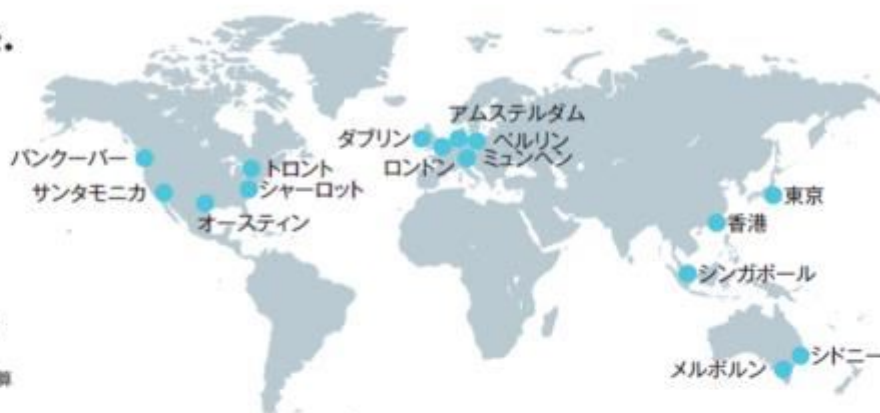 アムステルダム
ダブリン
ベルリン
ロンドン
ミュンヘン
バンクーバー
トロント
サンタモニカ
シャーロット
オースティン
東京
香港
シンガポール
シドニー
メルボルン
算